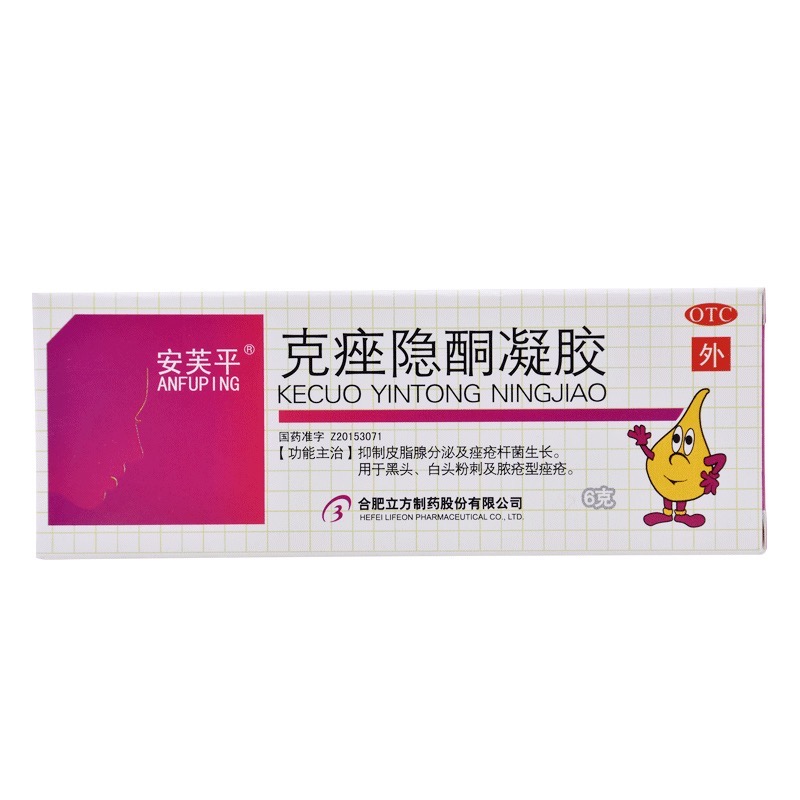 安芙平®
ANFUPING
克痤隐酮凝胶
KECUO YINTONG NINGJIAO
国药准字 Z20153071
【功能主治】抑制皮脂腺分泌及痤疮杆菌生长。
用于黑头、白头粉刺及脓疮型痤疮。
合肥立方制药股份有限公司
HEFEI LIFEON PHARMACEUTICAL CO., LTD.
6克
OTC
外